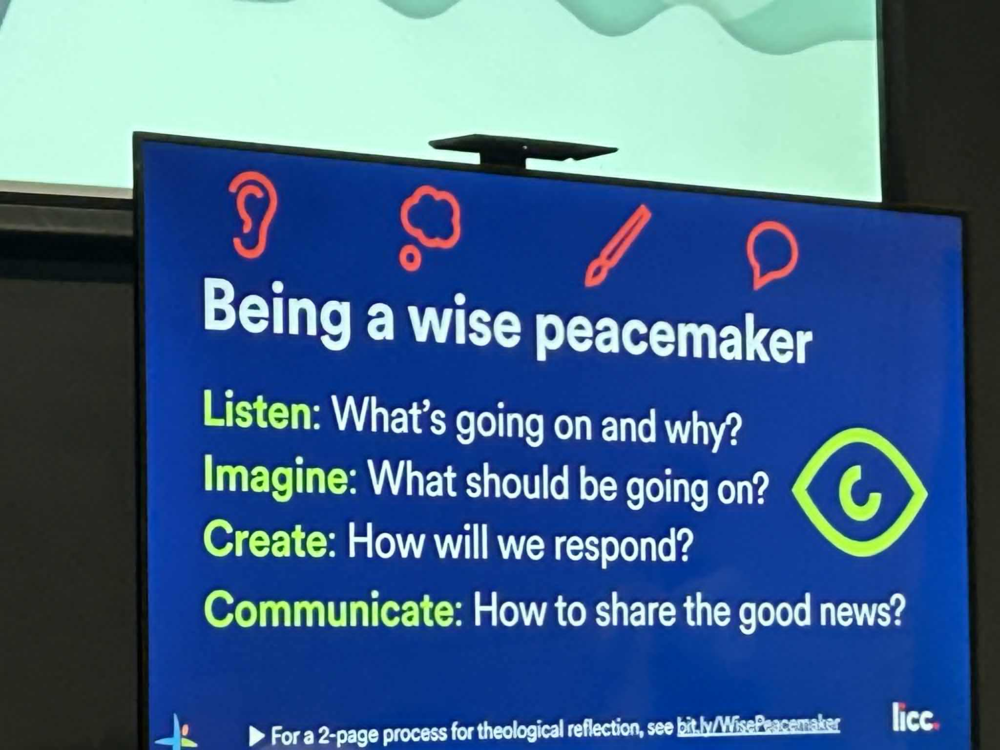 Being a wise peacemaker
Listen: What's going on and why?
Imagine: What should be going on?
Create: How will we respond?
Communicate: How to share the good news?
For a 2-page process for theological reflection, see bit.ly/WisePeacemaker
licc.